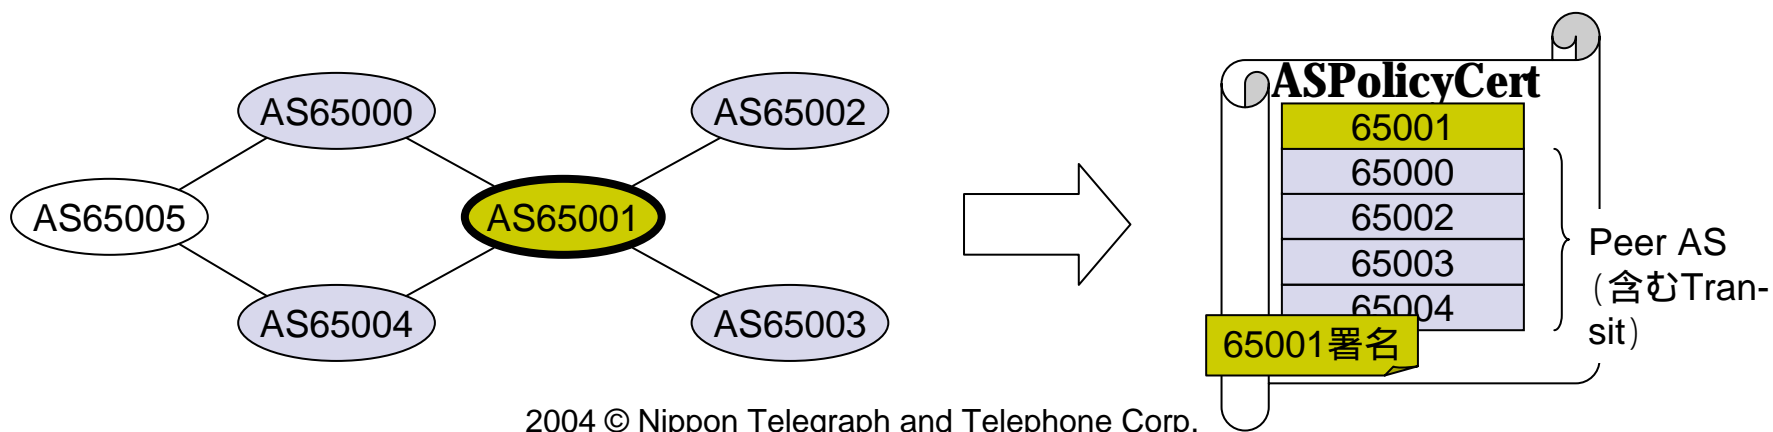 AS65000
AS65002
AS65005
AS65001
AS65004
AS65003
ASPolicyCert
65001
65000
65002
65003
65004
65001署名
Peer AS
(含むTran-
sit)
2004 © Nippon Telegraph and Telephone Corp.